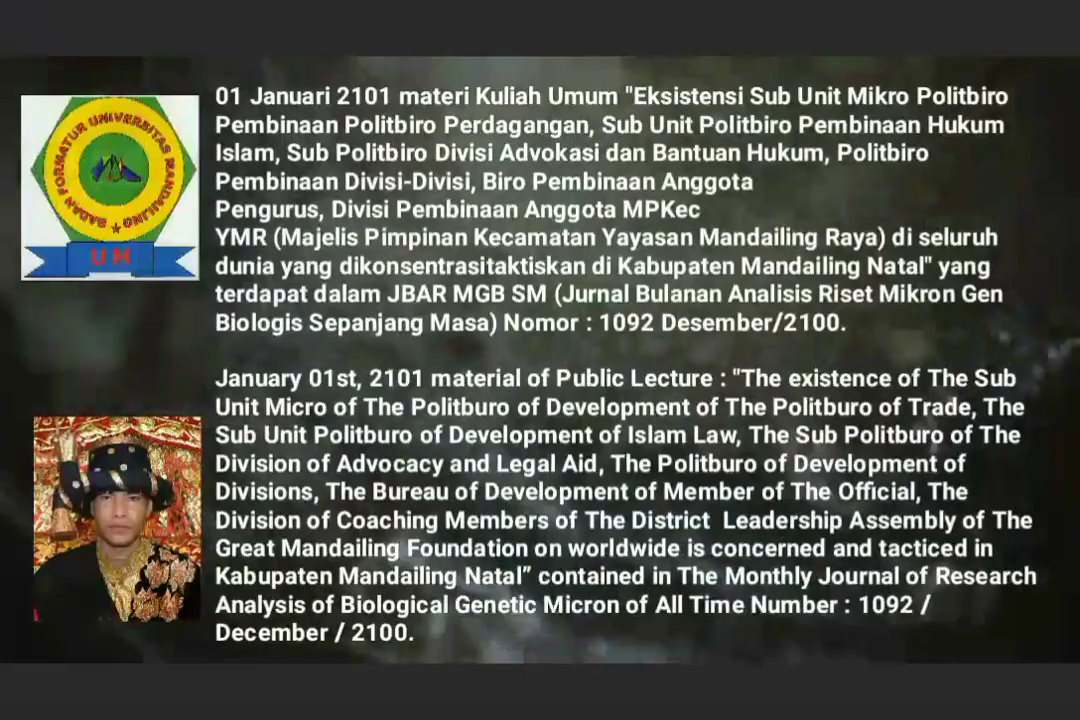 BADAN FORMATUR UNIVERSITAS MANDAILING
UM
01 Januari 2101 materi Kuliah Umum "Eksistensi Sub Unit Mikro Politbiro
Pembinaan Politbiro Perdagangan, Sub Unit Politbiro Pembinaan Hukum
Islam, Sub Politbiro Divisi Advokasi dan Bantuan Hukum, Politbiro
Pembinaan Divisi-Divisi, Biro Pembinaan Anggota
Pengurus, Divisi Pembinaan Anggota MPKec
YMR (Majelis Pimpinan Kecamatan Yayasan Mandailing Raya) di seluruh
dunia yang dikonsentrasitaktiskan di Kabupaten Mandailing Natal" yang
terdapat dalam JBAR MGB SM (Jurnal Bulanan Analisis Riset Mikron Gen
Biologis Sepanjang Masa) Nomor : 1092 Desember/2100.
January 01st, 2101 material of Public Lecture : "The existence of The Sub
Unit Micro of The Politburo of Development of The Politburo of Trade, The
Sub Unit Politburo of Development of Islam Law, The Sub Politburo of The
Division of Advocacy and Legal Aid, The Politburo of Development of
Divisions, The Bureau of Development of Member of The Official, The
Division of Coaching Members of The District  Leadership Assembly of The
Great Mandailing Foundation on worldwide is concerned and tacticed in
Kabupaten Mandailing Natal” contained in The Monthly Journal of Research
Analysis of Biological Genetic Micron of All Time Number : 1092 /
December / 2100.